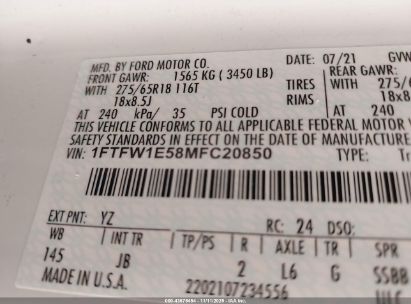 MFD. BY FORD MOTOR CO.
DATE: 07/21 GVW
FRONT GAWR: 1565 KG ( 3450 LB)
REAR GAWR:
WITH 275/65R18 116T
TIRES WITH 275/
18x8.5J
RIMS 18x8.
AT 240 kPa/ 35 PSI COLD
AT 240
THIS VEHICLE CONFORMS TO ALL APPLICABLE FEDERAL MOTOR
SAFETY STANDARDS IN EFFECT ON THE DATE OF MANUFACTURE
VIN: 1FTFW1E58MFC20850 TYPE:
EXT PNT: YZ RC: 24 DSO:
WB INT TR TP/PS R AXLE TR SPR
145 JB 2 L6 G SS88
MADE IN U.S.A. 2202107234556